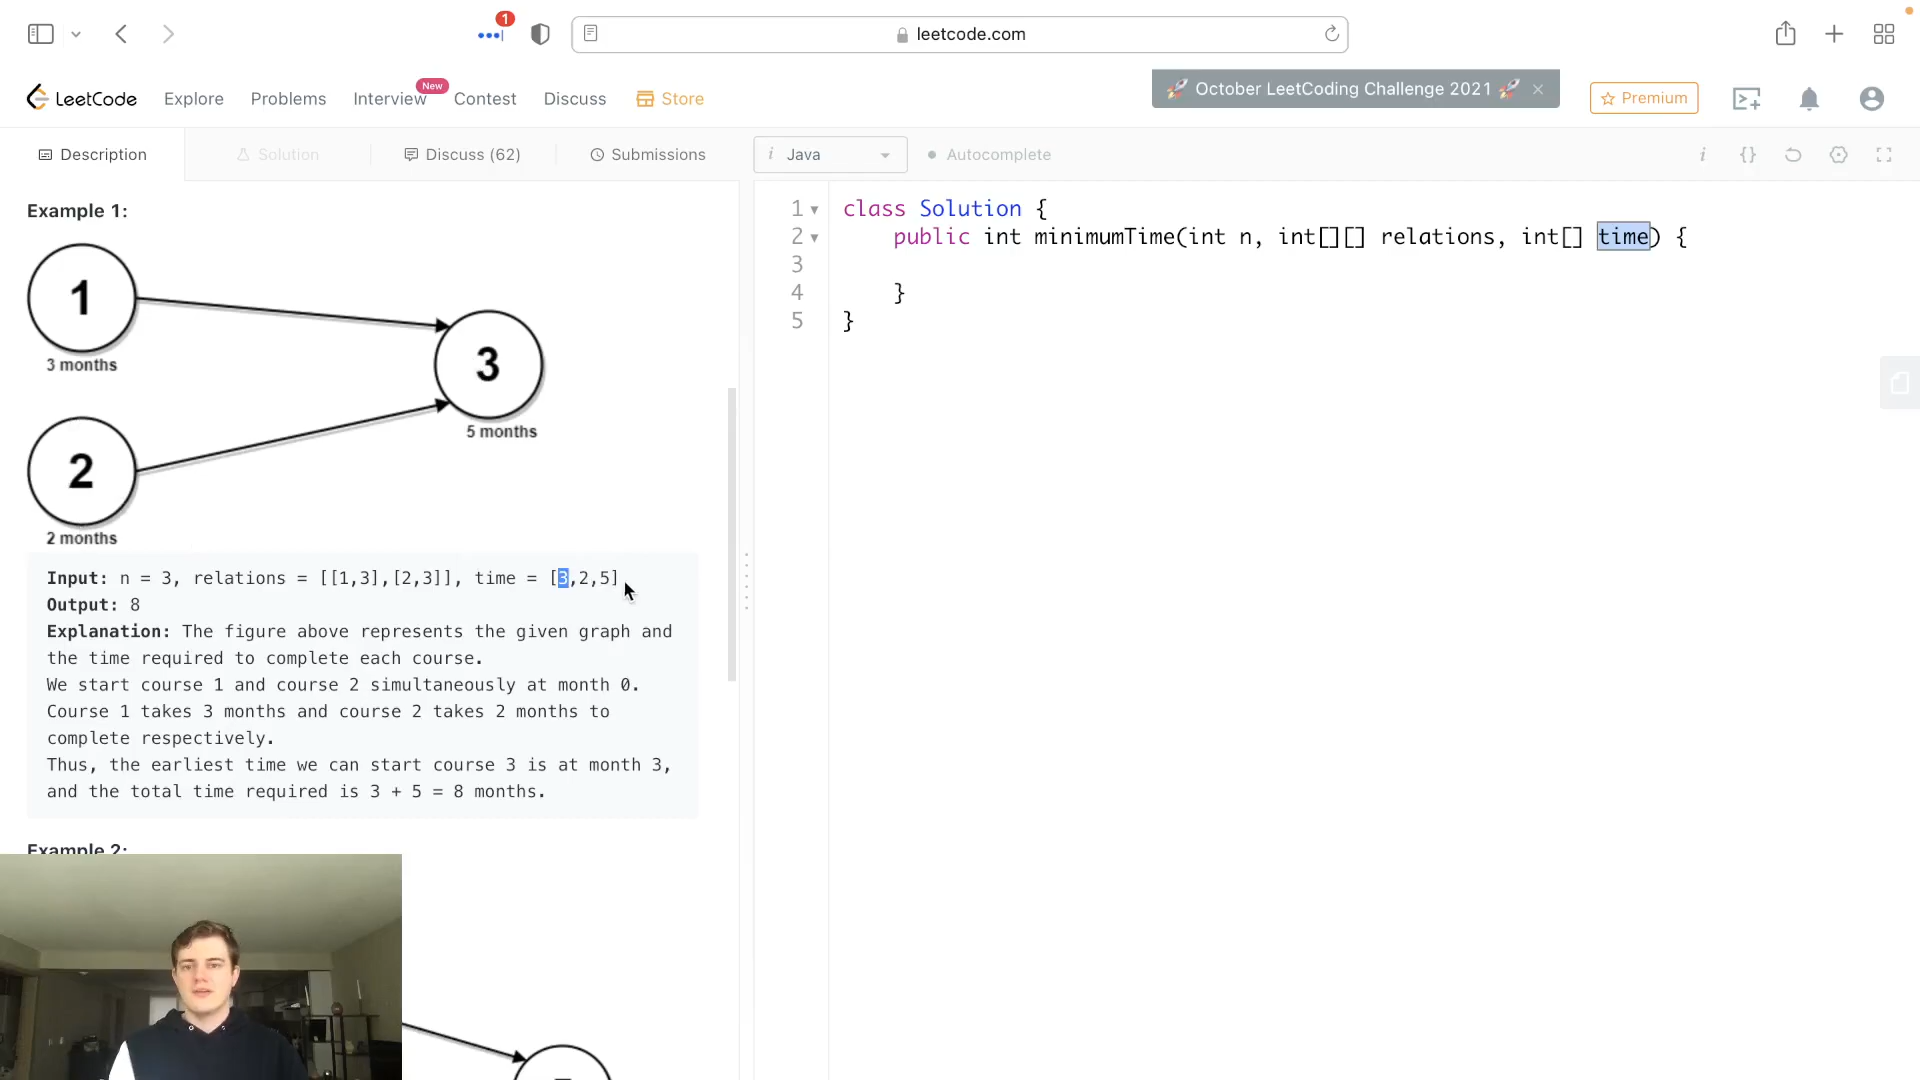 1
leetcode.com
LeetCode
Explore
Problems
Interview
New
Contest
Discuss
Store
🚀 October LeetCoding Challenge 2021 🚀 ×
Premium
Description
Solution
Discuss (62)
Submissions
i Java
Autocomplete
i {}
Example 1:
1
3 months
3
5 months
2
2 months
Input: n = 3, relations = [[1,3],[2,3]], time = [3,2,5]
Output: 8
Explanation: The figure above represents the given graph and
the time required to complete each course.
We start course 1 and course 2 simultaneously at month 0.
Course 1 takes 3 months and course 2 takes 2 months to
complete respectively.
Thus, the earliest time we can start course 3 is at month 3,
and the total time required is 3 + 5 = 8 months.
Example 2:
1 class Solution {
2 public int minimumTime(int n, int[][] relations, int[] time) {
3
4 }
5 }